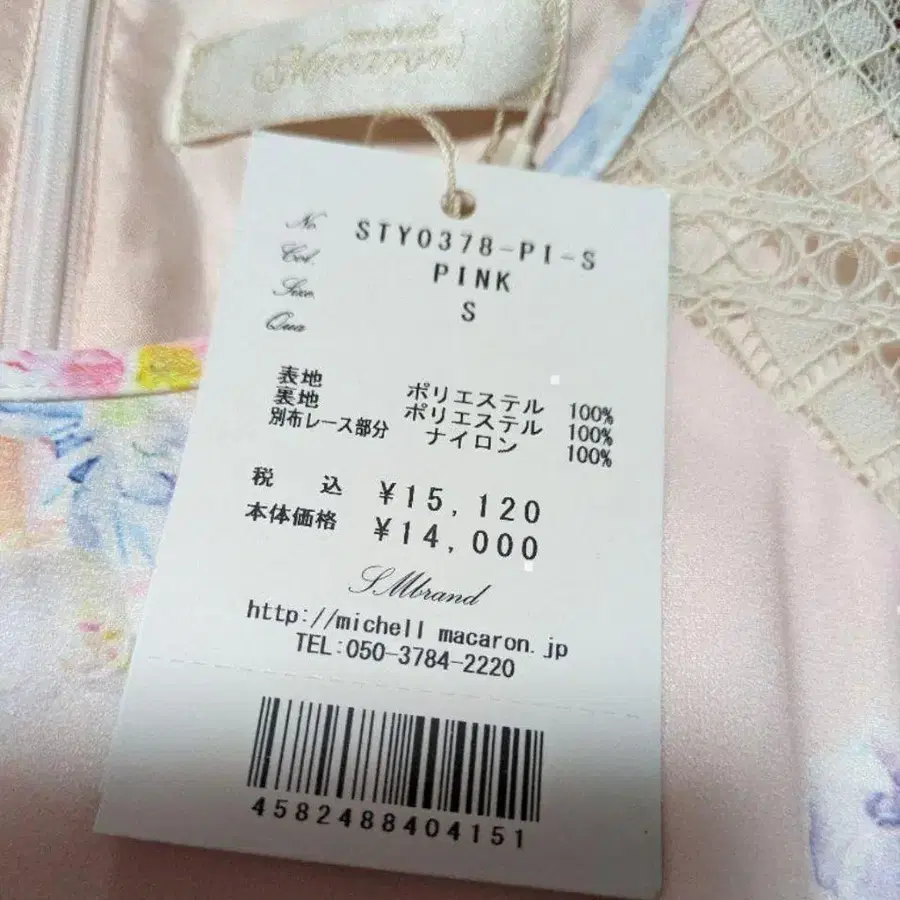 Macaron
No. STY0378-PI-S
Col. PINK
Size. S
Qua
表地 ポリエステル 100%
裏地 ポリエステル 100%
別布レース部分 ナイロン 100%
税 込 ¥15,120
本体価格 ¥14,000
SMbrand
http://michell macaron.jp
TEL:050-3784-2220
4582488404151